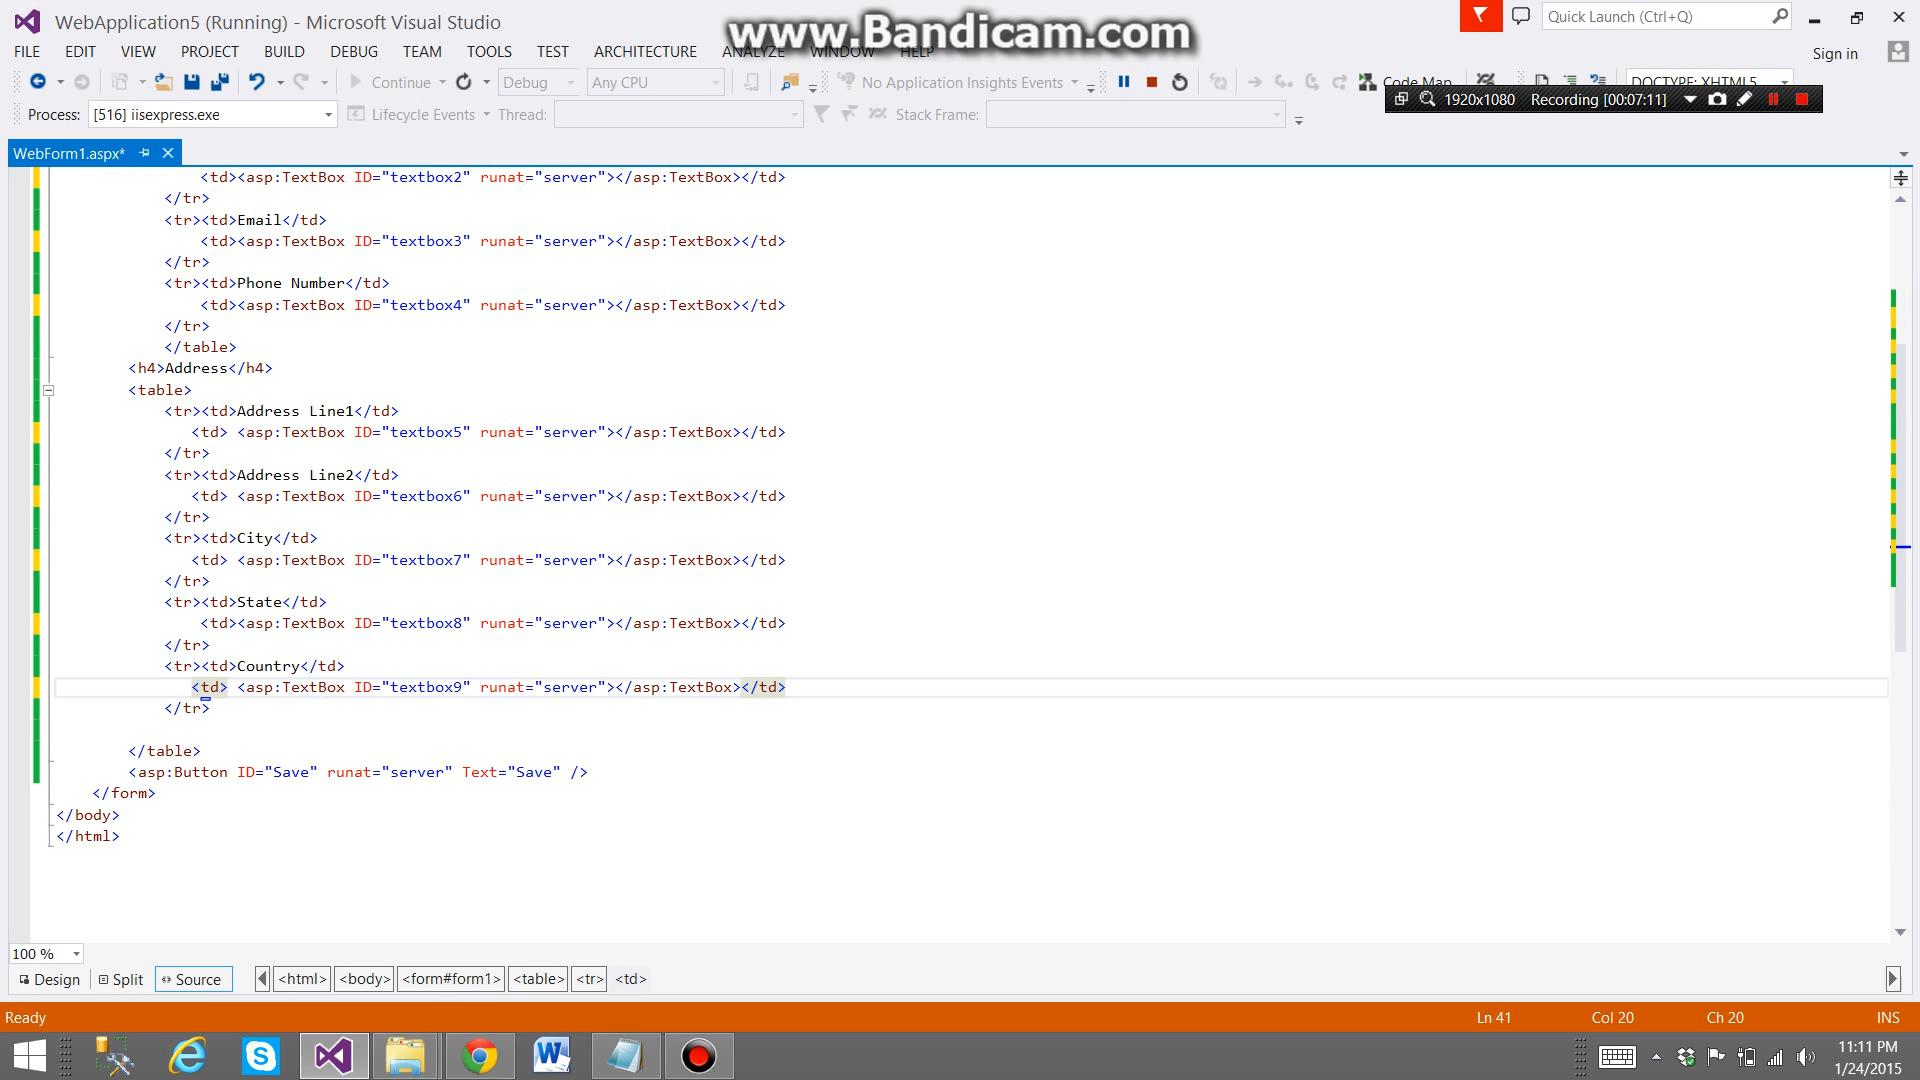 WebApplication5 (Running) - Microsoft Visual Studio
www.Bandicam.com
Quick Launch (Ctrl+Q)
FILE EDIT VIEW PROJECT BUILD DEBUG TEAM TOOLS TEST ARCHITECTURE ANALYZE WINDOW HELP
Sign in
Continue Debug Any CPU No Application Insights Events Code Map DOCTYPE: XHTML5
1920x1080 Recording [00:07:11]
Process: [516] iisexpress.exe Lifecycle Events Thread: Stack Frame:
WebForm1.aspx*
<td><asp:TextBox ID="textbox2" runat="server"></asp:TextBox></td>
</tr>
<tr><td>Email</td>
<td><asp:TextBox ID="textbox3" runat="server"></asp:TextBox></td>
</tr>
<tr><td>Phone Number</td>
<td><asp:TextBox ID="textbox4" runat="server"></asp:TextBox></td>
</tr>
</table>
<h4>Address</h4>
<table>
<tr><td>Address Line1</td>
<td> <asp:TextBox ID="textbox5" runat="server"></asp:TextBox></td>
</tr>
<tr><td>Address Line2</td>
<td> <asp:TextBox ID="textbox6" runat="server"></asp:TextBox></td>
</tr>
<tr><td>City</td>
<td> <asp:TextBox ID="textbox7" runat="server"></asp:TextBox></td>
</tr>
<tr><td>State</td>
<td><asp:TextBox ID="textbox8" runat="server"></asp:TextBox></td>
</tr>
<tr><td>Country</td>
<td> <asp:TextBox ID="textbox9" runat="server"></asp:TextBox></td>
</tr>
</table>
<asp:Button ID="Save" runat="server" Text="Save" />
</form>
</body>
</html>
100 %
Design Split Source <html> <body> <form#form1> <table> <tr> <td>
Ready Ln 41 Col 20 Ch 20 INS
11:11 PM
1/24/2015